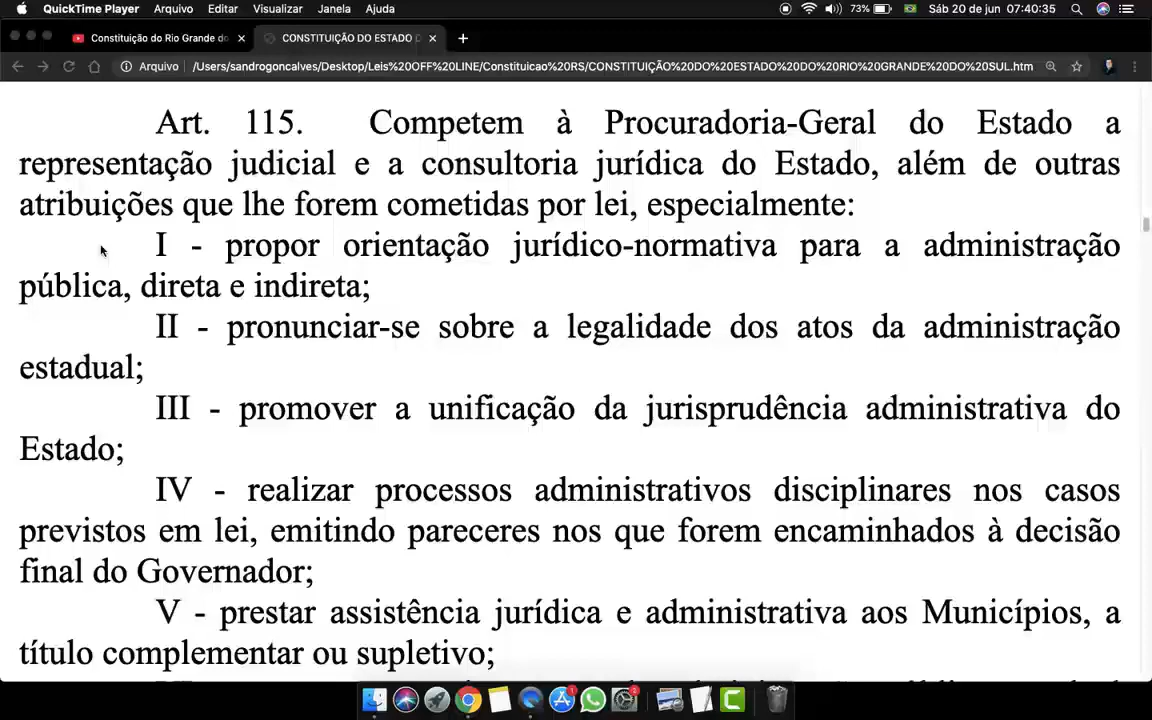 QuickTime Player Arquivo Editar Visualizar Janela Ajuda 73% Sáb 20 de jun 07:40:35
Constituição do Rio Grande do CONSTITUIÇÃO DO ESTADO D
Arquivo /Users/sandrogoncalves/Desktop/Leis%20OFF%20LINE/Constituicao%20RS/CONSTITUIÇÃO%20DO%20ESTADO%20DO%20RIO%20GRANDE%20DO%20SUL.htm
Art. 115. Competem à Procuradoria-Geral do Estado a
representação judicial e a consultoria jurídica do Estado, além de outras
atribuições que lhe forem cometidas por lei, especialmente:
I - propor orientação jurídico-normativa para a administração
pública, direta e indireta;
II - pronunciar-se sobre a legalidade dos atos da administração
estadual;
III - promover a unificação da jurisprudência administrativa do
Estado;
IV - realizar processos administrativos disciplinares nos casos
previstos em lei, emitindo pareceres nos que forem encaminhados à decisão
final do Governador;
V - prestar assistência jurídica e administrativa aos Municípios, a
título complementar ou supletivo;